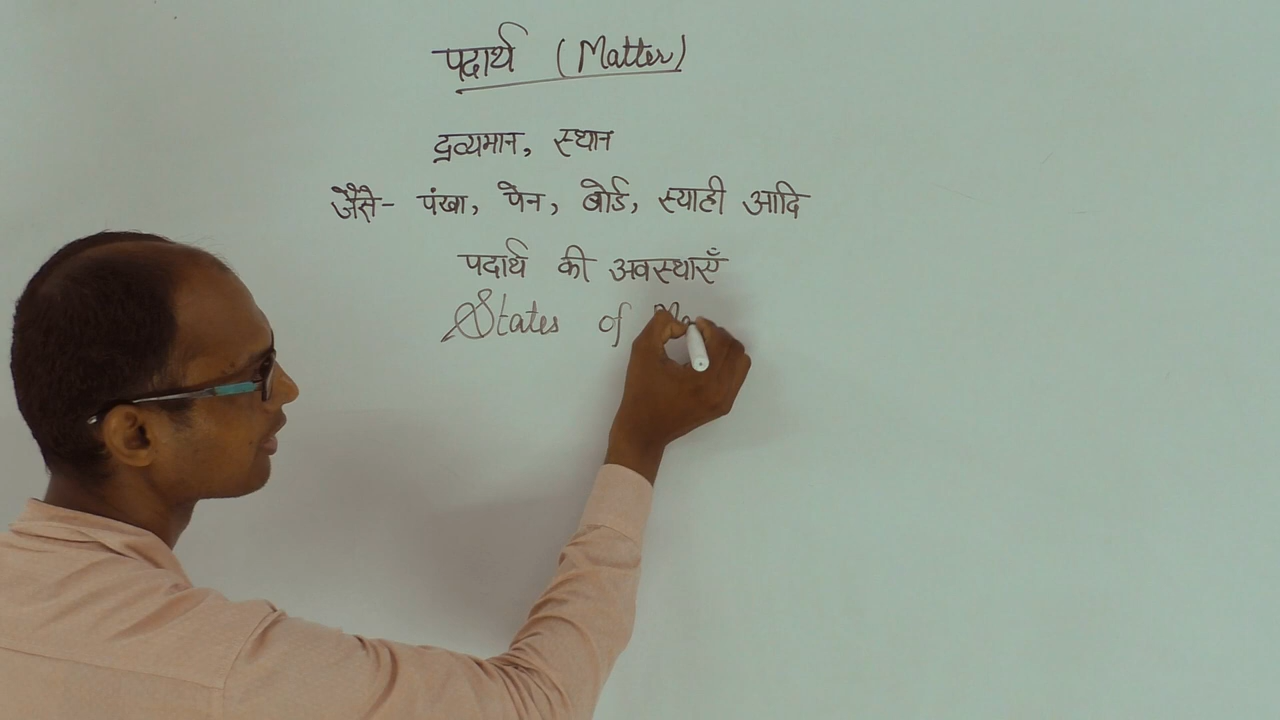 पदार्थ (Matter)
द्रव्यमान, स्थान
जैसे- पंखा, पेन, बोर्ड, स्याही आदि
पदार्थ की अवस्थाएँ
States of